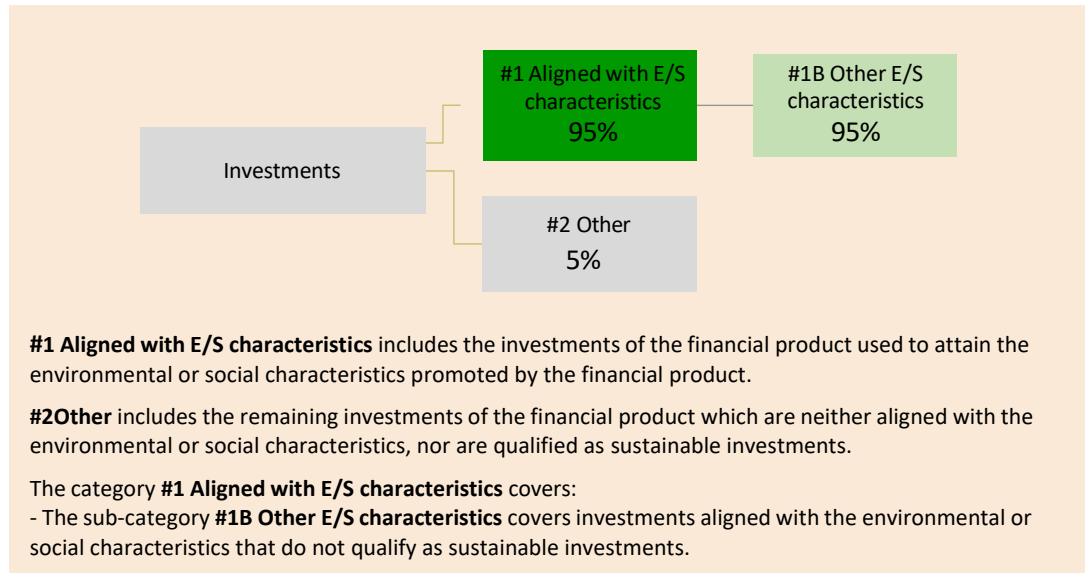 #1 Aligned with E/S
characteristics
95%
#1B Other E/S
characteristics
95%
Investments
#2 Other
5%
#1 Aligned with E/S characteristics includes the investments of the financial product used to attain the
environmental or social characteristics promoted by the financial product.
#2Other includes the remaining investments of the financial product which are neither aligned with the
environmental or social characteristics, nor are qualified as sustainable investments.
The category #1 Aligned with E/S characteristics covers:
- The sub-category #1B Other E/S characteristics covers investments aligned with the environmental or
social characteristics that do not qualify as sustainable investments.